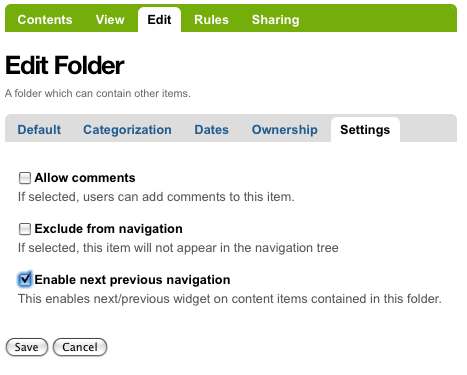 Contents View Edit Rules Sharing
Edit Folder
A folder which can contain other items.
Default Categorization Dates Ownership Settings
Allow comments
If selected, users can add comments to this item.
Exclude from navigation
If selected, this item will not appear in the navigation tree
Enable next previous navigation
This enables next/previous widget on content items contained in this folder.
Save Cancel